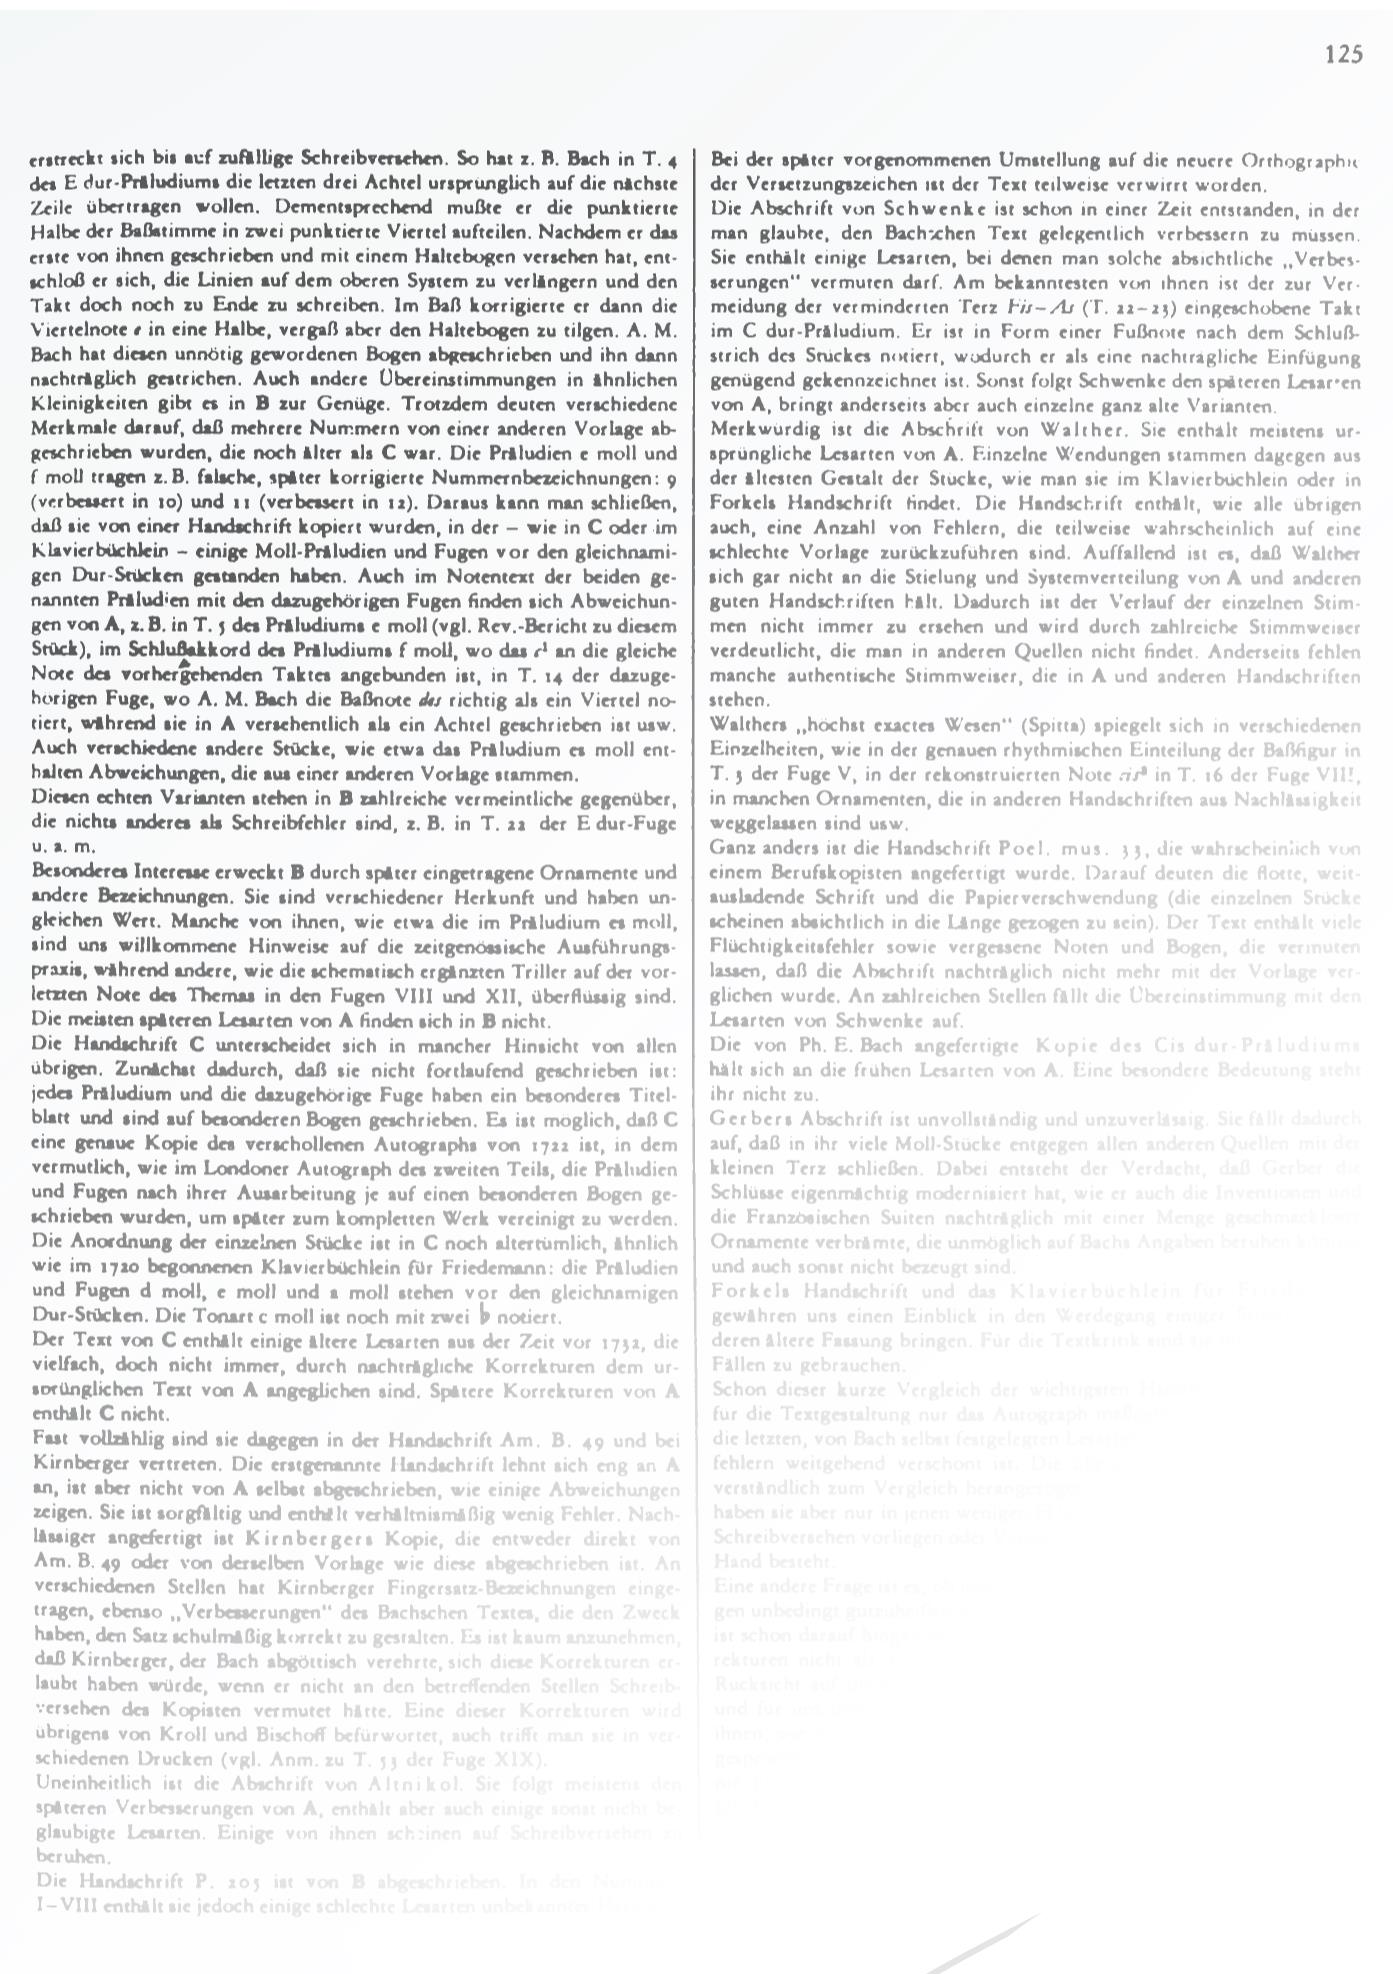 125
erstreckt sich bis auf zufällige Schreibversehen. So hat z. B. Bach in T. 4
des E dur-Präludiums die letzten drei Achtel ursprünglich auf die nächste
Zeile übertragen wollen. Dementsprechend mußte er die punktierte
Halbe der Baßstimme in zwei punktierte Viertel aufteilen. Nachdem er das
erste von ihnen geschrieben und mit einem Haltebogen versehen hat, ent-
schloß er sich, die Linien auf dem oberen System zu verlängern und den
Takt doch noch zu Ende zu schreiben. Im Baß korrigierte er dann die
Viertelnote e in eine Halbe, vergaß aber den Haltebogen zu tilgen. A. M.
Bach hat diesen unnötig gewordenen Bogen abgeschrieben und ihn dann
nachträglich gestrichen. Auch andere Übereinstimmungen in ähnlichen
Kleinigkeiten gibt es in B zur Genüge. Trotzdem deuten verschiedene
Merkmale darauf, daß mehrere Nummern von einer anderen Vorlage ab-
geschrieben wurden, die noch älter als C war. Die Präludien e moll und
f moll tragen z. B. falsche, später korrigierte Nummernbezeichnungen: 9
(verbessert in 10) und 11 (verbessert in 12). Daraus kann man schließen,
daß sie von einer Handschrift kopiert wurden, in der – wie in C oder im
Klavierbüchlein – einige Moll-Präludien und Fugen vor den gleichnami-
gen Dur-Stücken gestanden haben. Auch im Notentext der beiden ge-
nannten Präludien mit den dazugehörigen Fugen finden sich Abweichun-
gen von A, z. B. in T. 5 des Präludiums e moll (vgl. Rev.-Bericht zu diesem
Stück), im Schlußakkord des Präludiums f moll, wo das c¹ an die gleiche
Note des vorhergehenden Taktes angebunden ist, in T. 14 der dazuge-
hörigen Fuge, wo A. M. Bach die Baßnote des richtig als ein Viertel no-
tiert, während sie in A versehentlich als ein Achtel geschrieben ist usw.
Auch verschiedene andere Stücke, wie etwa das Präludium es moll ent-
halten Abweichungen, die aus einer anderen Vorlage stammen.
Diesen echten Varianten stehen in B zahlreiche vermeintliche gegenüber,
die nichts anderes als Schreibfehler sind, z. B. in T. 22 der E dur-Fuge
u. a. m.
Besonderes Interesse erweckt B durch später eingetragene Ornamente und
andere Bezeichnungen. Sie sind verschiedener Herkunft und haben un-
gleichen Wert. Manche von ihnen, wie etwa die im Präludium es moll,
sind uns willkommene Hinweise auf die zeitgenössische Ausführungs-
praxis, während andere, wie die schematisch ergänzten Triller auf der vor-
letzten Note des Themas in den Fugen VIII und XII, überflüssig sind.
Die meisten späteren Lesarten von A finden sich in B nicht.
Die Handschrift C unterscheidet sich in mancher Hinsicht von allen
übrigen. Zunächst dadurch, daß sie nicht fortlaufend geschrieben ist:
jedes Präludium und die dazugehörige Fuge haben ein besonderes Titel-
blatt und sind auf besonderen Bogen geschrieben. Es ist möglich, daß C
eine genaue Kopie des verschollenen Autographs von 1722 ist, in dem
vermutlich, wie im Londoner Autograph des zweiten Teils, die Präludien
und Fugen nach ihrer Ausarbeitung je auf einen besonderen Bogen ge-
schrieben wurden, um später zum kompletten Werk vereinigt zu werden.
Die Anordnung der einzelnen Stücke ist in C noch altertümlich, ähnlich
wie im 1720 begonnenen Klavierbüchlein für Friedemann: die Präludien
und Fugen d moll, e moll und a moll stehen vor den gleichnamigen
Dur-Stücken. Die Tonart c moll ist noch mit zwei ♭ notiert.
Der Text von C enthält einige ältere Lesarten aus der Zeit vor 1732, die
vielfach, doch nicht immer, durch nachträgliche Korrekturen dem ur-
sprünglichen Text von A angeglichen sind. Spätere Korrekturen von A
enthält C nicht.
Fast vollzählig sind sie dagegen in der Handschrift Am. B. 49 und bei
Kirnberger vertreten. Die erstgenannte Handschrift lehnt sich eng an A
an, ist aber nicht von A selbst abgeschrieben, wie einige Abweichungen
zeigen. Sie ist sorgfältig und enthält verhältnismäßig wenig Fehler. Nach-
lässiger angefertigt ist Kirnbergers Kopie, die entweder direkt von
Am. B. 49 oder von derselben Vorlage wie diese abgeschrieben ist. An
verschiedenen Stellen hat Kirnberger Fingersatz-Bezeichnungen einge-
tragen, ebenso „Verbesserungen“ des Bachschen Textes, die den Zweck
haben, den Satz schulmäßig korrekt zu gestalten. Es ist kaum anzunehmen,
daß Kirnberger, der Bach abgöttisch verehrte, sich diese Korrekturen er-
laubt haben würde, wenn er nicht an den betreffenden Stellen Schreib-
versehen des Kopisten vermutet hätte. Eine dieser Korrekturen wird
übrigens von Kroll und Bischoff befürwortet, auch trifft man sie in ver-
schiedenen Drucken (vgl. Anm. zu T. 53 der Fuge XIX).
Uneinheitlich ist die Abschrift von Altnikol. Sie folgt meistens den
späteren Verbesserungen von A, enthält aber auch einige sonst nicht be-
glaubigte Lesarten. Einige von ihnen scheinen auf Schreibversehen zu
beruhen.
Die Handschrift P. 203 ist von B abgeschrieben. In den
I–VIII enthält sie jedoch einige schlechte Lesarten
Bei der später vorgenommenen Umstellung auf die neuere Orthographie
der Versetzungszeichen ist der Text teilweise verwirrt worden.
Die Abschrift von Schwenke ist schon in einer Zeit entstanden, in der
man glaubte, den Bachschen Text gelegentlich verbessern zu müssen.
Sie enthält einige Lesarten, bei denen man solche absichtliche „Verbes-
serungen“ vermuten darf. Am bekanntesten von ihnen ist der zur Ver-
meidung der verminderten Terz Fis–As (T. 22–23) eingeschobene Takt
im C dur-Präludium. Er ist in Form einer Fußnote nach dem Schluß-
strich des Stückes notiert, wodurch er als eine nachträgliche Einfügung
genügend gekennzeichnet ist. Sonst folgt Schwenke den späteren Lesarten
von A, bringt anderseits aber auch einzelne ganz alte Varianten.
Merkwürdig ist die Abschrift von Walther. Sie enthält meistens ur-
sprüngliche Lesarten von A. Einzelne Wendungen stammen dagegen aus
der ältesten Gestalt der Stücke, wie man sie im Klavierbüchlein oder in
Forkels Handschrift findet. Die Handschrift enthält, wie alle übrigen
auch, eine Anzahl von Fehlern, die teilweise wahrscheinlich auf eine
schlechte Vorlage zurückzuführen sind. Auffallend ist es, daß Walther
sich gar nicht an die Stielung und Systemverteilung von A und anderen
guten Handschriften hält. Dadurch ist der Verlauf der einzelnen Stim-
men nicht immer zu ersehen und wird durch zahlreiche Stimmweiser
verdeutlicht, die man in anderen Quellen nicht findet. Anderseits fehlen
manche authentische Stimmweiser, die in A und anderen Handschriften
stehen.
Walthers „höchst exactes Wesen“ (Spitta) spiegelt sich in verschiedenen
Einzelheiten, wie in der genauen rhythmischen Einteilung der Baßfigur in
T. 3 der Fuge V, in der rekonstruierten Note cis² in T. 16 der Fuge VIII,
in manchen Ornamenten, die in anderen Handschriften aus Nachlässigkeit
weggelassen sind usw.
Ganz anders ist die Handschrift Poel. mus. 33, die wahrscheinlich von
einem Berufskopisten angefertigt wurde. Darauf deuten die flotte, weit-
ausladende Schrift und die Papierverschwendung (die einzelnen Stücke
scheinen absichtlich in die Länge gezogen zu sein). Der Text enthält viele
Flüchtigkeitsfehler sowie vergessene Noten und Bogen, die vermuten
lassen, daß die Abschrift nachträglich nicht mehr mit der Vorlage ver-
glichen wurde. An zahlreichen Stellen fällt die Übereinstimmung mit den
Lesarten von Schwenke auf.
Die von Ph. E. Bach angefertigte Kopie des Cis dur-Präludiums
hält sich an die frühen Lesarten von A. Eine besondere Bedeutung steht
ihr nicht zu.
Gerbers Abschrift ist unvollständig und unzuverlässig. Sie fällt dadurch
auf, daß in ihr viele Moll-Stücke entgegen allen anderen Quellen mit der
kleinen Terz schließen. Dabei entsteht der Verdacht, daß Gerber die
Schlüsse eigenmächtig modernisiert hat, wie er auch die Inventionen und
die Französischen Suiten nachträglich mit einer Menge geschmackloser
Ornamente verbrämte, die unmöglich auf Bachs Angaben beruhen
und auch sonst nicht bezeugt sind.
Forkels Handschrift und das Klavierbüchlein für
gewähren uns einen Einblick in den Werdegang einiger
deren ältere Fassung bringen. Für die Textkritik sind sie
Fällen zu gebrauchen.
Schon dieser kurze Vergleich der wichtigsten
für die Textgestaltung nur das Autograph
die letzten, von Bach selbst festgelegten
fehlern weitgehend verschont ist. Die
verständlich zum Vergleich herangezogen
haben sie aber nur in jenen wenigen
Schreibversehen vorliegen oder
Hand besteht.
Eine andere Frage ist es,
gen unbedingt
ist schon darauf
rekturen nicht
Rücksicht auf
und für uns
ihnen,